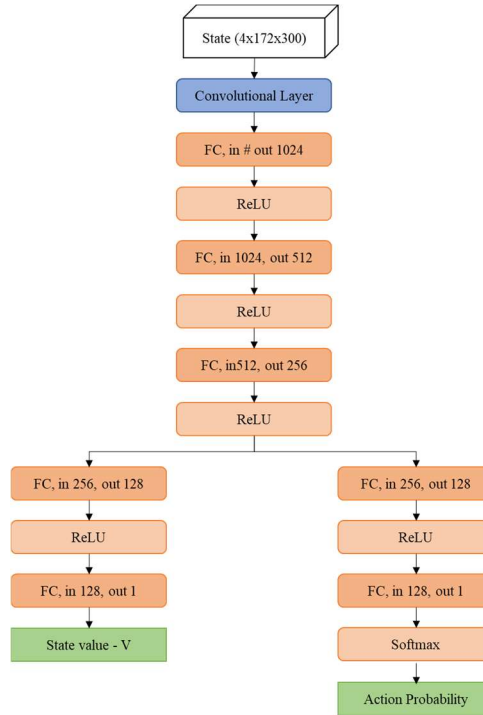 State (4x172x300)
Convolutional Layer
FC, in # out 1024
ReLU
FC, in 1024, out 512
ReLU
FC, in512, out 256
ReLU
FC, in 256, out 128
ReLU
FC, in 128, out 1
State value - V
FC, in 256, out 128
ReLU
FC, in 128, out 1
Softmax
Action Probability